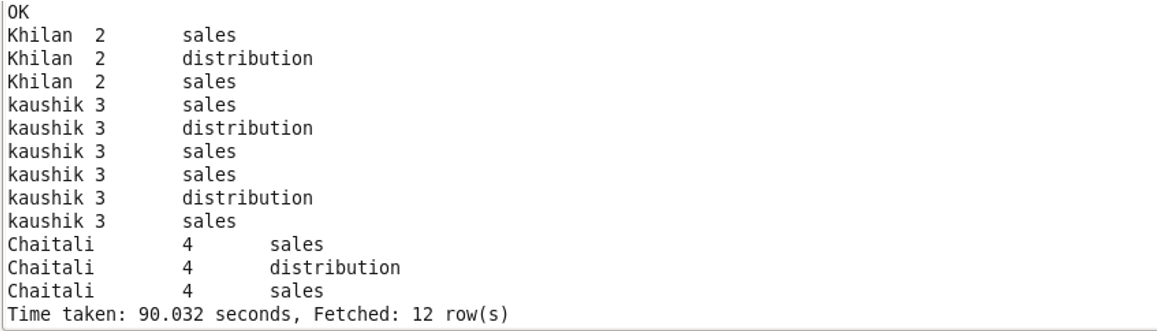 OK
Khilan  2       sales
Khilan  2       distribution
Khilan  2       sales
kaushik 3       sales
kaushik 3       distribution
kaushik 3       sales
kaushik 3       sales
kaushik 3       distribution
kaushik 3       sales
Chaitali        4       sales
Chaitali        4       distribution
Chaitali        4       sales
Time taken: 90.032 seconds, Fetched: 12 row(s)